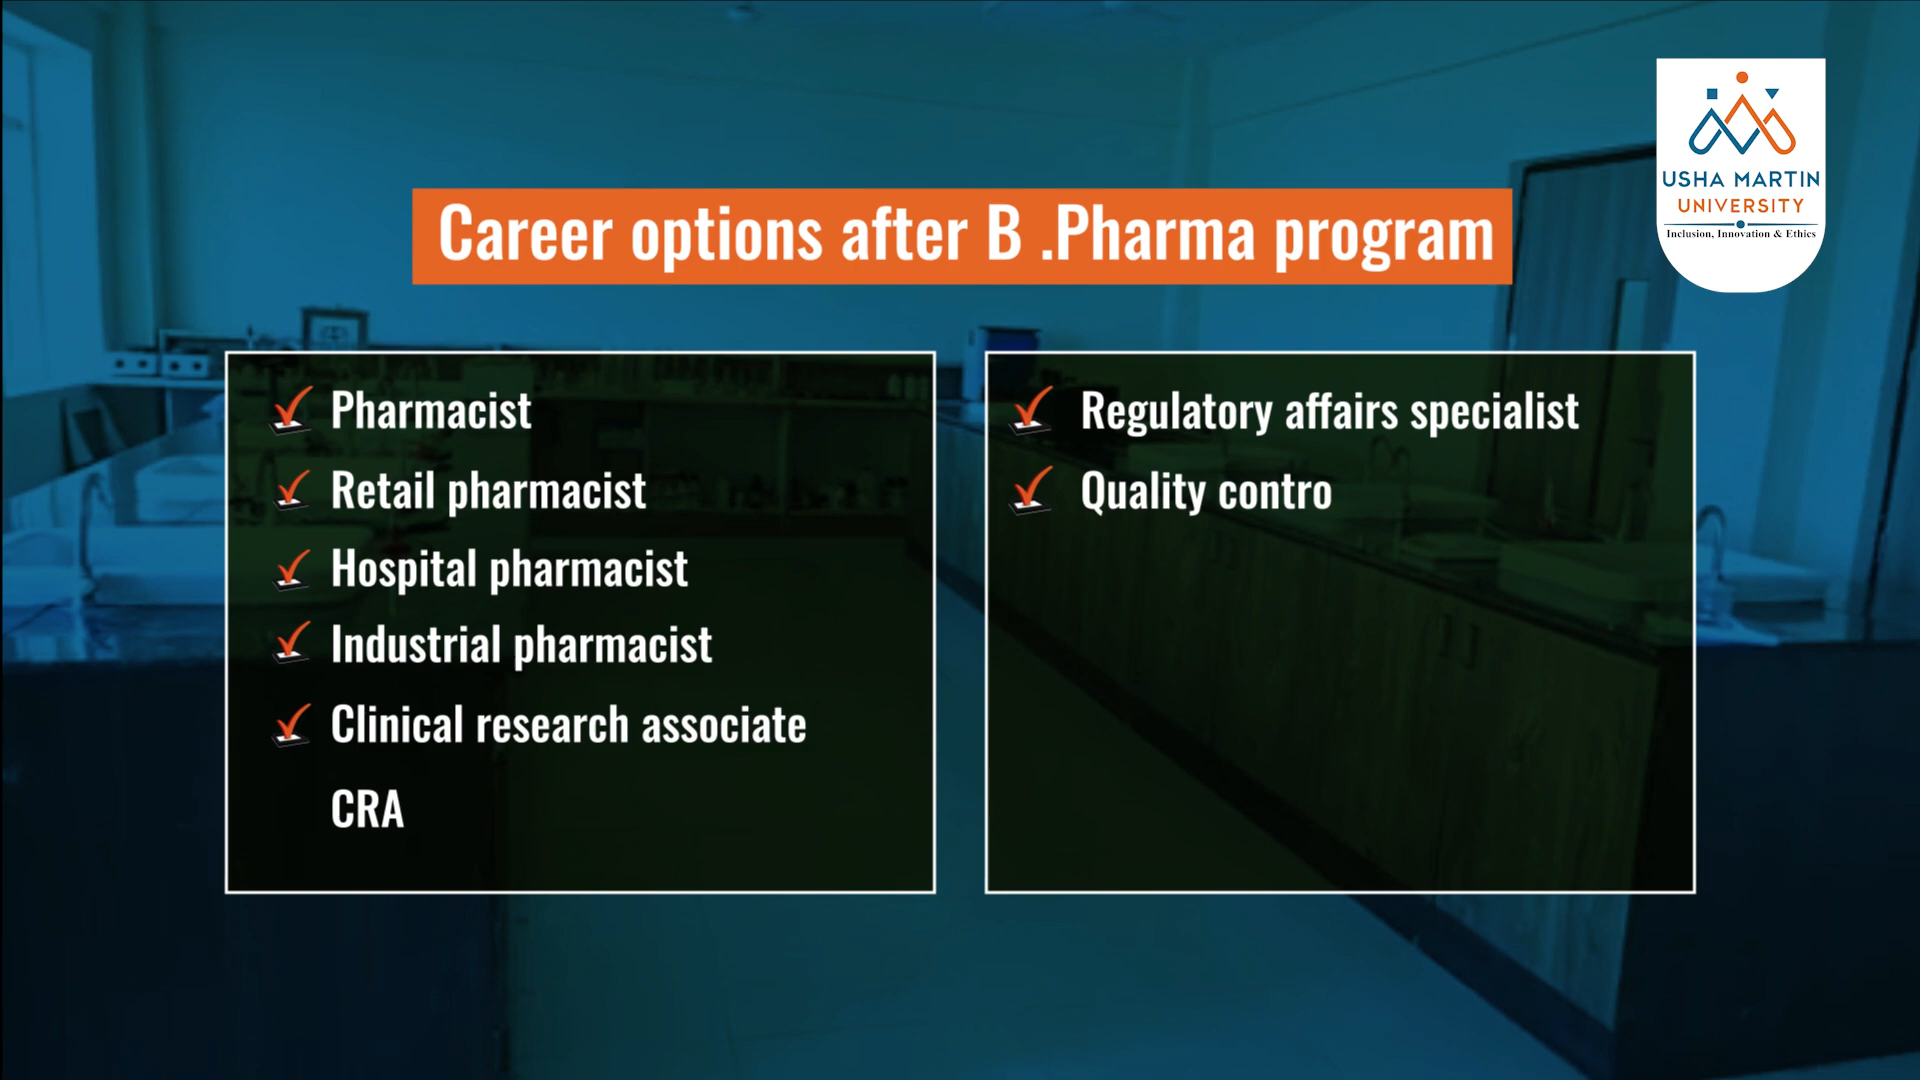 USHA MARTIN
UNIVERSITY
Inclusion, Innovation & Ethics
Career options after B .Pharma program
Pharmacist
Retail pharmacist
Hospital pharmacist
Industrial pharmacist
Clinical research associate
CRA
Regulatory affairs specialist
Quality contro